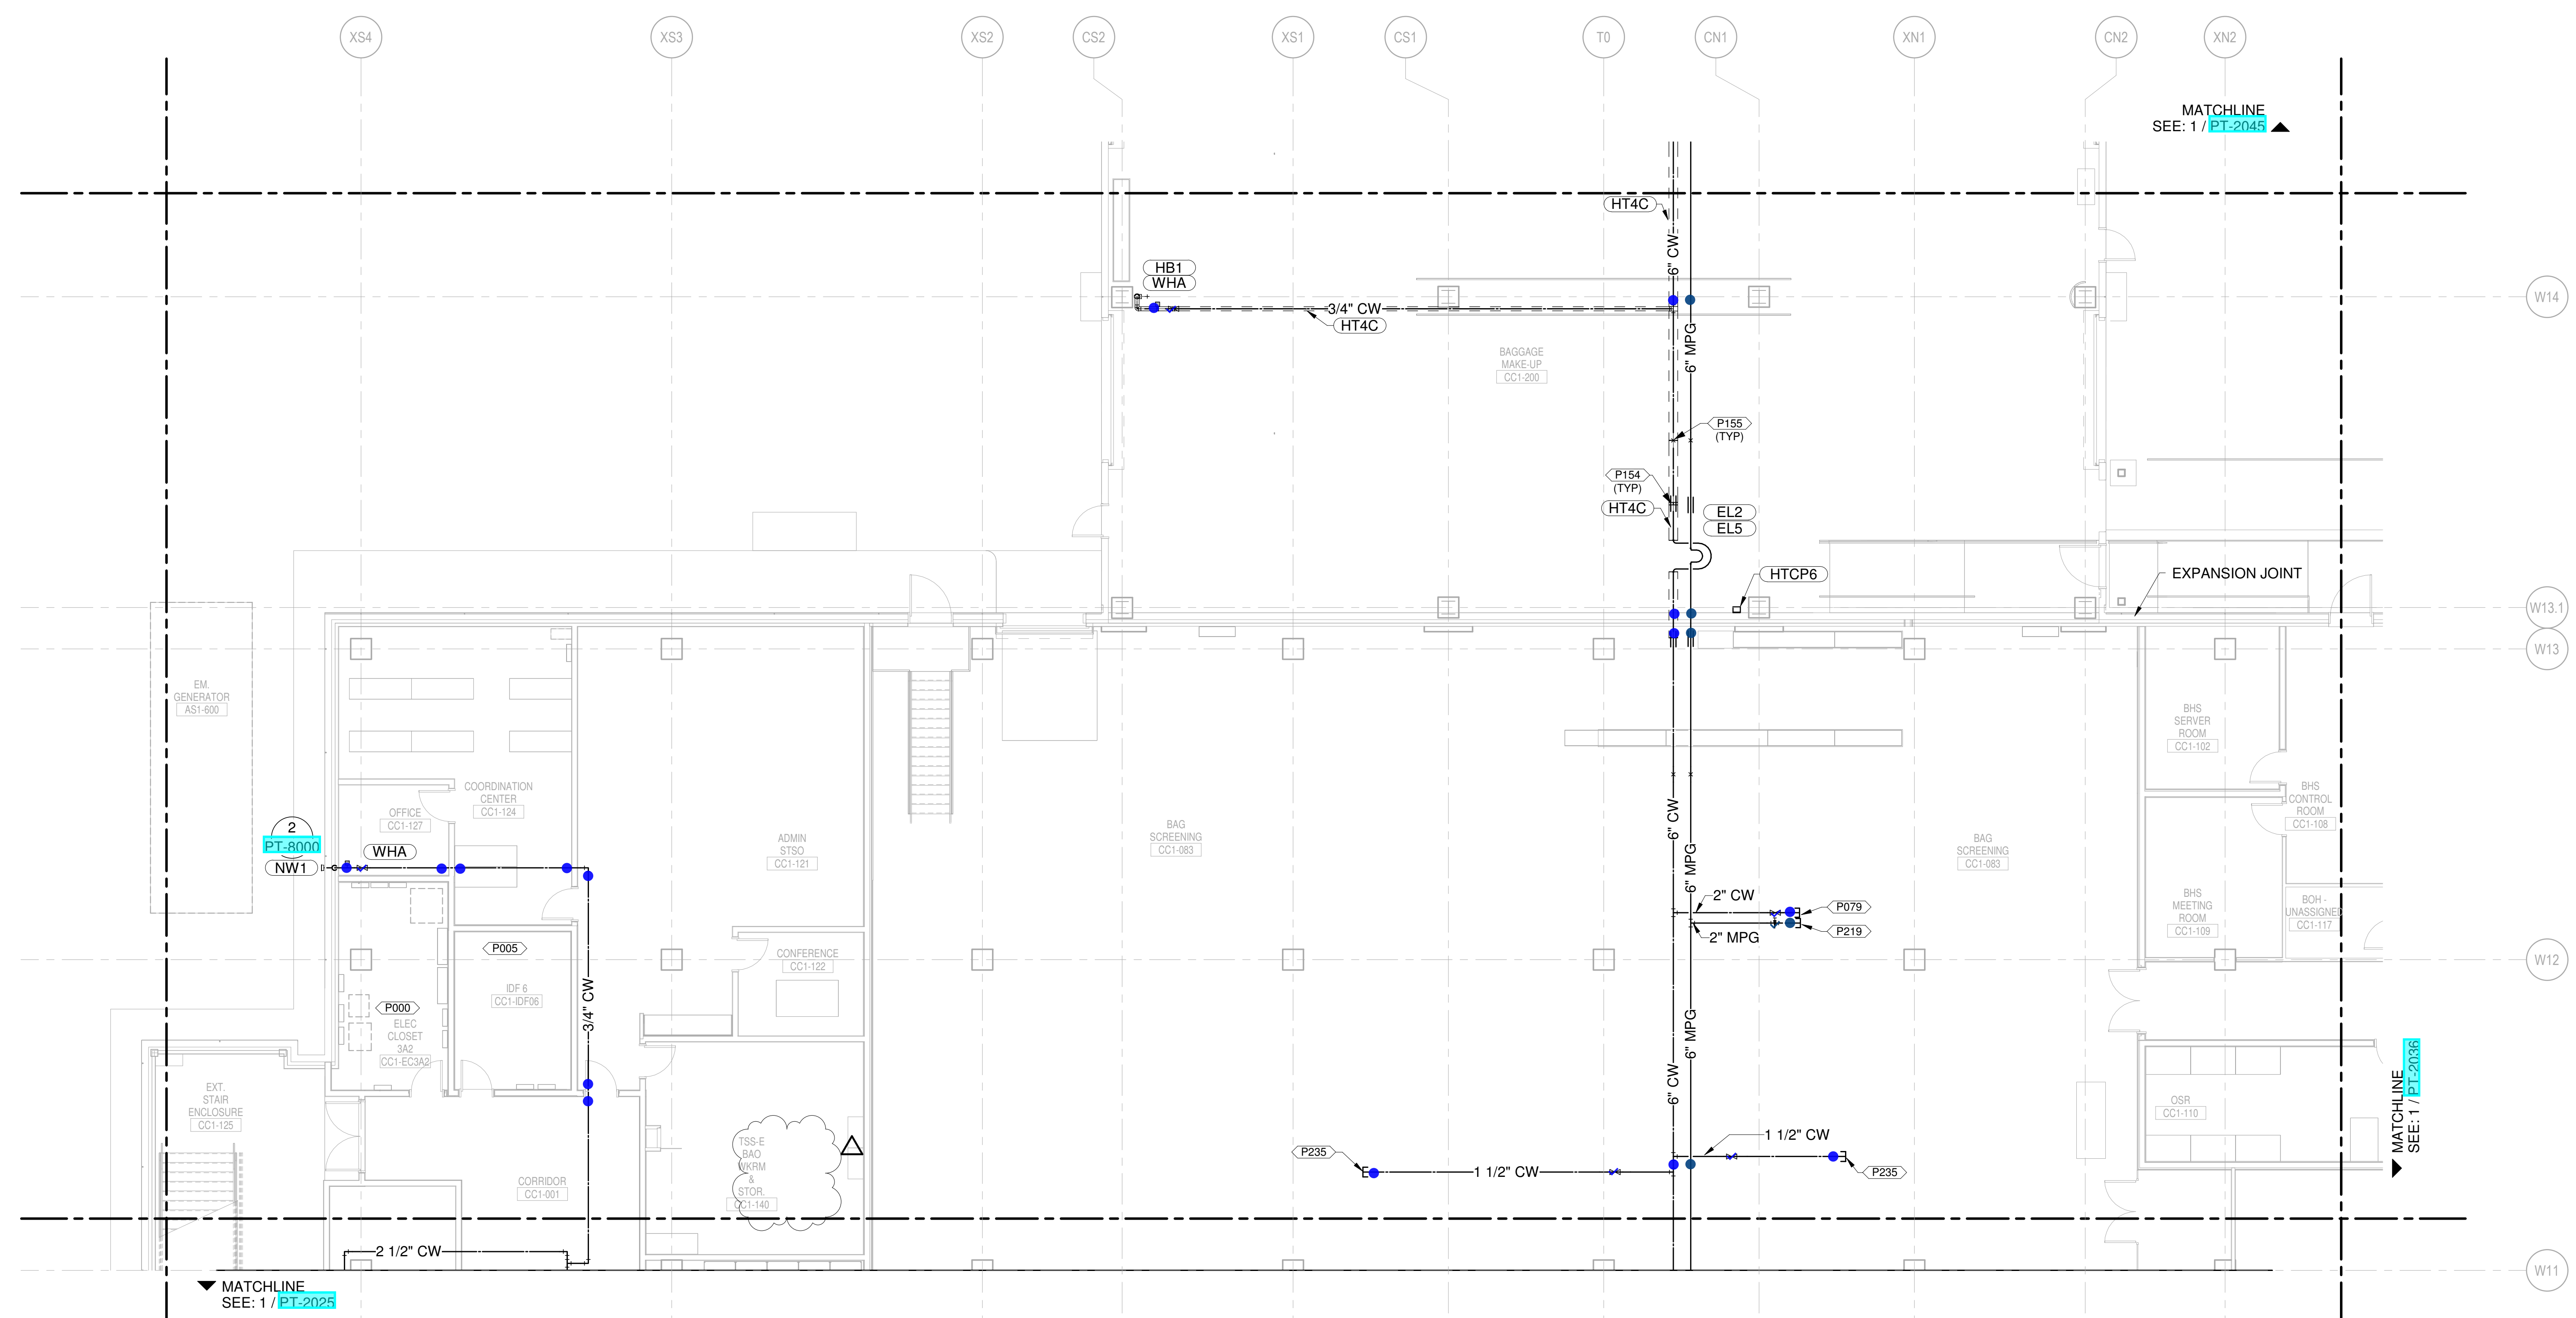 XS4
XS3
XS2
CS2
XS1
CS1
T0
CN1
XN1
CN2
XN2
MATCHLINE
SEE: 1 / PT-2045
HT4C
6" CW
HB1
WHA
3/4" CW
HT4C
6" MPG
W14
BAGGAGE
MAKE-UP
CC1-200
P155
(TYP)
P154
(TYP)
HT4C
EL2
EL5
HTCP6
EXPANSION JOINT
W13.1
W13
EM.
GENERATOR
AS1-600
BHS
SERVER
ROOM
CC1-102
COORDINATION
CENTER
CC1-124
OFFICE
CC1-127
BHS
CONTROL
ROOM
CC1-108
2
PT-8000
NW1
WHA
ADMIN
STSO
CC1-121
BAG
SCREENING
CC1-083
6" CW
6" MPG
BAG
SCREENING
CC1-083
2" CW
P079
2" MPG
P219
BHS
MEETING
ROOM
CC1-109
BOH -
UNASSIGNED
CC1-117
P005
CONFERENCE
CC1-122
W12
IDF 6
CC1-IDF06
P000
ELEC
CLOSET
3A2
CC1-EC3A2
3/4" CW
6" MPG
6" CW
EXT.
STAIR
ENCLOSURE
CC1-125
OSR
CC1-110
MATCHLINE
SEE: 1 / PT-2036
TSS-E
BAO
WKRM
&
STOR.
CC1-140
P235
1 1/2" CW
1 1/2" CW
P235
CORRIDOR
CC1-001
2 1/2" CW
W11
MATCHLINE
SEE: 1 / PT-2025